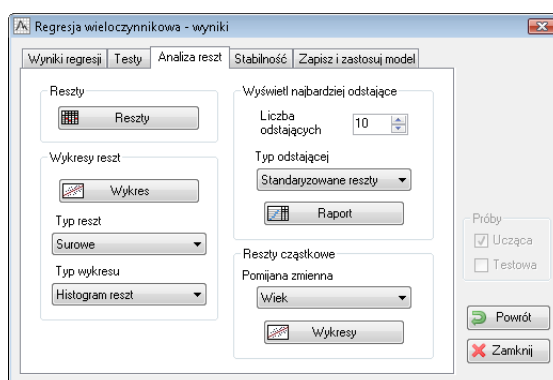 Regresja wieloczynnikowa - wyniki
Wyniki regresji
Testy
Analiza reszt
Stabilność
Zapisz i zastosuj model
Reszty
Reszty
Wykresy reszt
Wykres
Typ reszt
Surowe
Typ wykresu
Histogram reszt
Wyświetl najbardziej odstające
Liczba
odstających
10
Typ odstającej
Standaryzowane reszty
Raport
Reszty cząstkowe
Pomijana zmienna
Wiek
Wykresy
Próby
Ucząca
Testowa
Powrót
Zamknij